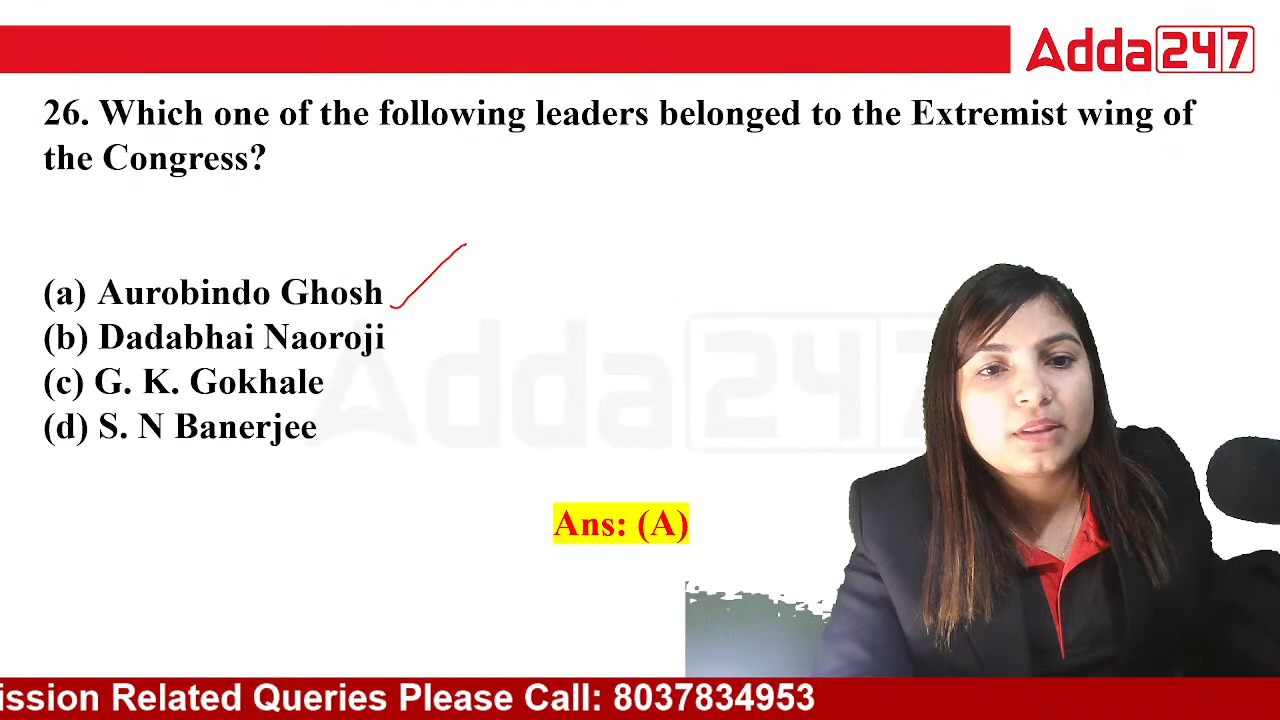 Adda247
26. Which one of the following leaders belonged to the Extremist wing of
the Congress?
(a) Aurobindo Ghosh
(b) Dadabhai Naoroji
(c) G. K. Gokhale
(d) S. N Banerjee
Adda247
Ans: (A)
ission Related Queries Please Call: 8037834953